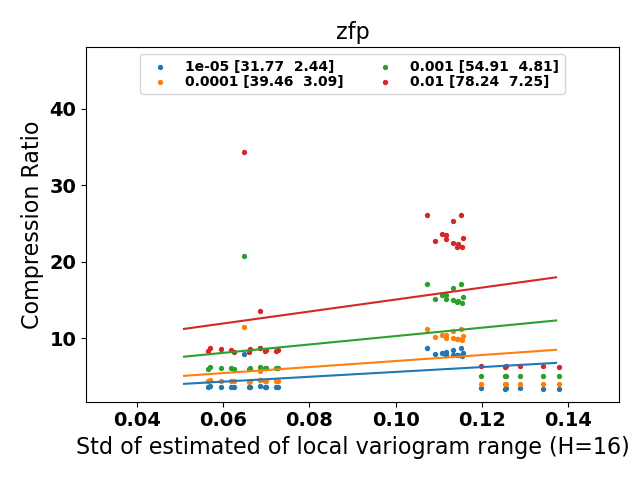 zfp
1e-05 [31.77  2.44]
0.0001 [39.46  3.09]
0.001 [54.91  4.81]
0.01 [78.24  7.25]
Compression Ratio
40
30
20
10
0.04 0.06 0.08 0.10 0.12 0.14
Std of estimated of local variogram range (H=16)